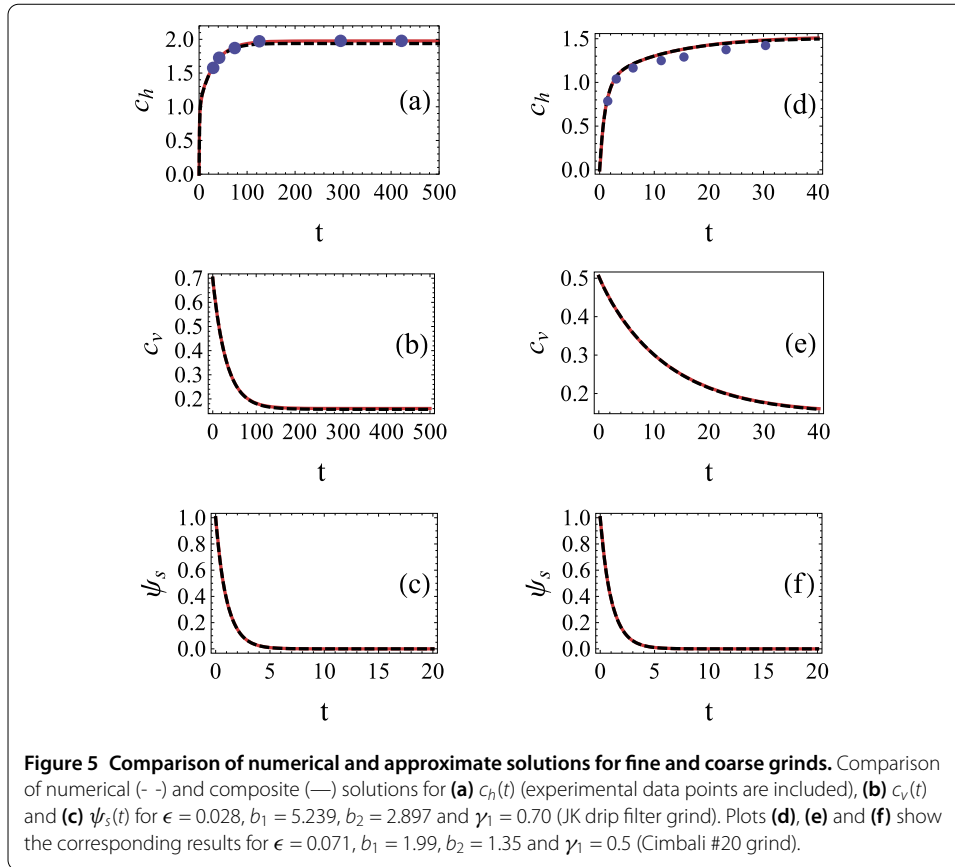 2.0
1.5
1.0
0.5
0.0
c_h
(a)
0 100 200 300 400 500
t
1.5
1.0
0.5
0.0
c_h
(d)
0 10 20 30 40
t
0.7
0.6
0.5
0.4
0.3
0.2
c_v
(b)
0 100 200 300 400 500
t
0.5
0.4
0.3
0.2
c_v
(e)
0 10 20 30 40
t
1.0
0.8
0.6
0.4
0.2
0.0
ψ_s
(c)
0 5 10 15 20
t
1.0
0.8
0.6
0.4
0.2
0.0
ψ_s
(f)
0 5 10 15 20
t
Figure 5 Comparison of numerical and approximate solutions for fine and coarse grinds. Comparison
of numerical (- -) and composite (—) solutions for (a) c_h(t) (experimental data points are included), (b) c_v(t)
and (c) ψ_s(t) for ϵ = 0.028, b₁ = 5.239, b₂ = 2.897 and γ₁ = 0.70 (JK drip filter grind). Plots (d), (e) and (f) show
the corresponding results for ϵ = 0.071, b₁ = 1.99, b₂ = 1.35 and γ₁ = 0.5 (Cimbali #20 grind).